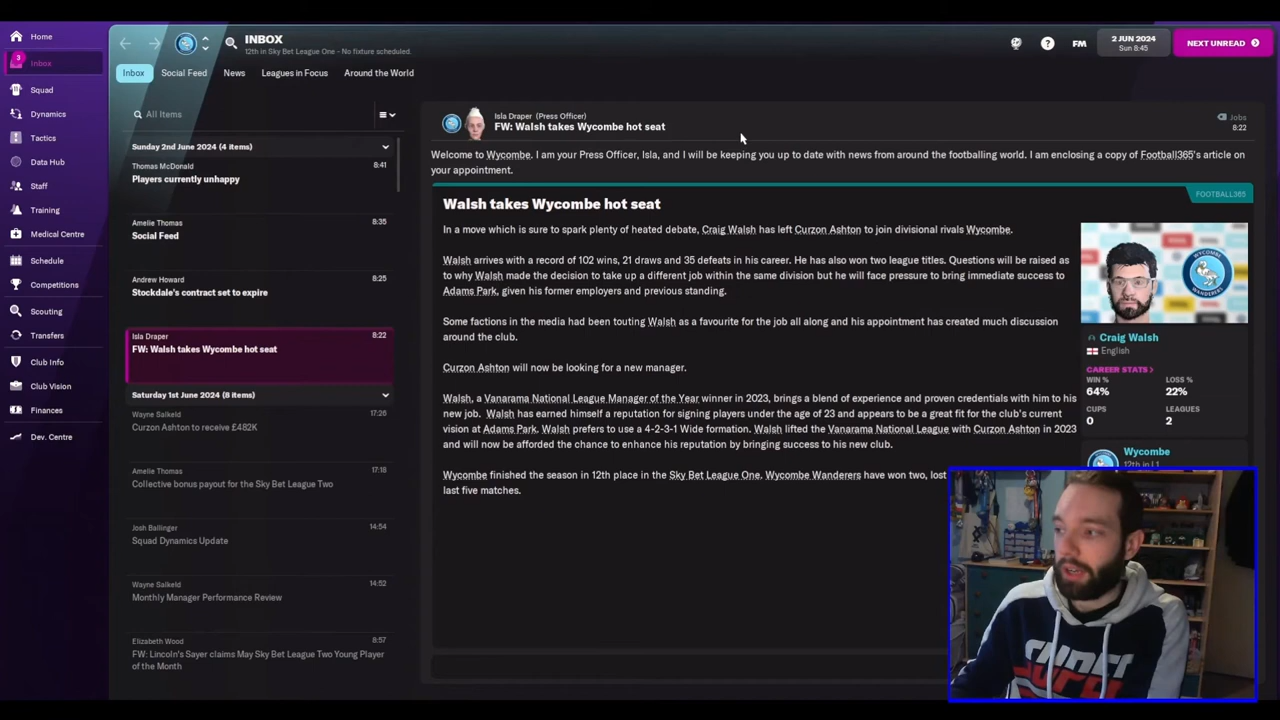 Home
3
Inbox
Squad
Dynamics
Tactics
Data Hub
Staff
Training
Medical Centre
Schedule
Competitions
Scouting
Transfers
Club Info
Club Vision
Finances
Dev. Centre
INBOX
12th in Sky Bet League One - No fixture scheduled.
FM
2 JUN 2024
Sun 8:45
NEXT UNREAD
Inbox
Social Feed
News
Leagues in Focus
Around the World
All Items
Sunday 2nd June 2024 (4 items)
Thomas McDonald
8:41
Players currently unhappy
Amelie Thomas
8:35
Social Feed
Andrew Howard
8:25
Stockdale's contract set to expire
Isla Draper
8:22
FW: Walsh takes Wycombe hot seat
Saturday 1st June 2024 (8 items)
Wayne Salkeld
17:26
Curzon Ashton to receive £482K
Amelie Thomas
17:18
Collective bonus payout for the Sky Bet League Two
Josh Ballinger
14:54
Squad Dynamics Update
Wayne Salkeld
14:52
Monthly Manager Performance Review
Elizabeth Wood
8:57
FW: Lincoln's Sayer claims May Sky Bet League Two Young Player
of the Month
Isla Draper (Press Officer)
FW: Walsh takes Wycombe hot seat
Jobs
8:22
Welcome to Wycombe. I am your Press Officer, Isla, and I will be keeping you up to date with news from around the footballing world. I am enclosing a copy of Football365's article on
your appointment.
FOOTBALL365
Walsh takes Wycombe hot seat
In a move which is sure to spark plenty of heated debate, Craig Walsh has left Curzon Ashton to join divisional rivals Wycombe.
Walsh arrives with a record of 102 wins, 21 draws and 35 defeats in his career. He has also won two league titles. Questions will be raised as
to why Walsh made the decision to take up a different job within the same division but he will face pressure to bring immediate success to
Adams Park, given his former employers and previous standing.
Some factions in the media had been touting Walsh as a favourite for the job all along and his appointment has created much discussion
around the club.
Curzon Ashton will now be looking for a new manager.
Walsh, a Vanarama National League Manager of the Year winner in 2023, brings a blend of experience and proven credentials with him to his
new job. Walsh has earned himself a reputation for signing players under the age of 23 and appears to be a great fit for the club's current
vision at Adams Park. Walsh prefers to use a 4-2-3-1 Wide formation. Walsh lifted the Vanarama National League with Curzon Ashton in 2023
and will now be afforded the chance to enhance his reputation by bringing success to his new club.
Wycombe finished the season in 12th place in the Sky Bet League One. Wycombe Wanderers have won two, lost
last five matches.
Craig Walsh
English
CAREER STATS >
WIN %
64%
LOSS %
22%
CUPS
0
LEAGUES
2
Wycombe
12th in L1